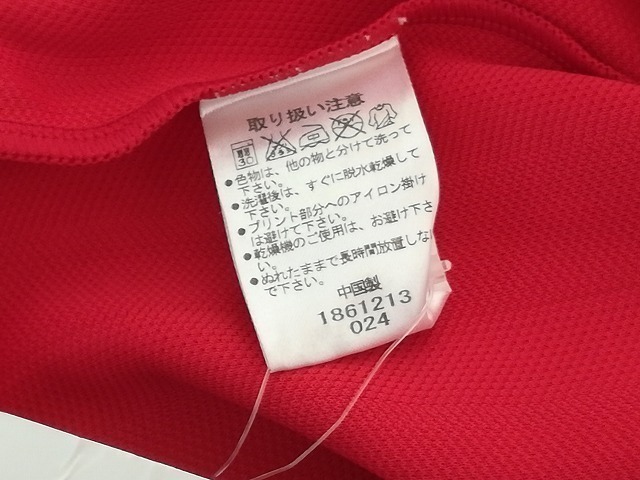 取り扱い注意
30
●色物は、他の物と分けて洗って
下さい。
●洗濯後は、すぐに脱水乾燥して
下さい。
●プリント部分へのアイロン掛け
は避けて下さい。
●乾燥機のご使用は、お避け下さ
い。
●ぬれたままで長時間放置しない
で下さい。
中国製
1861213
024